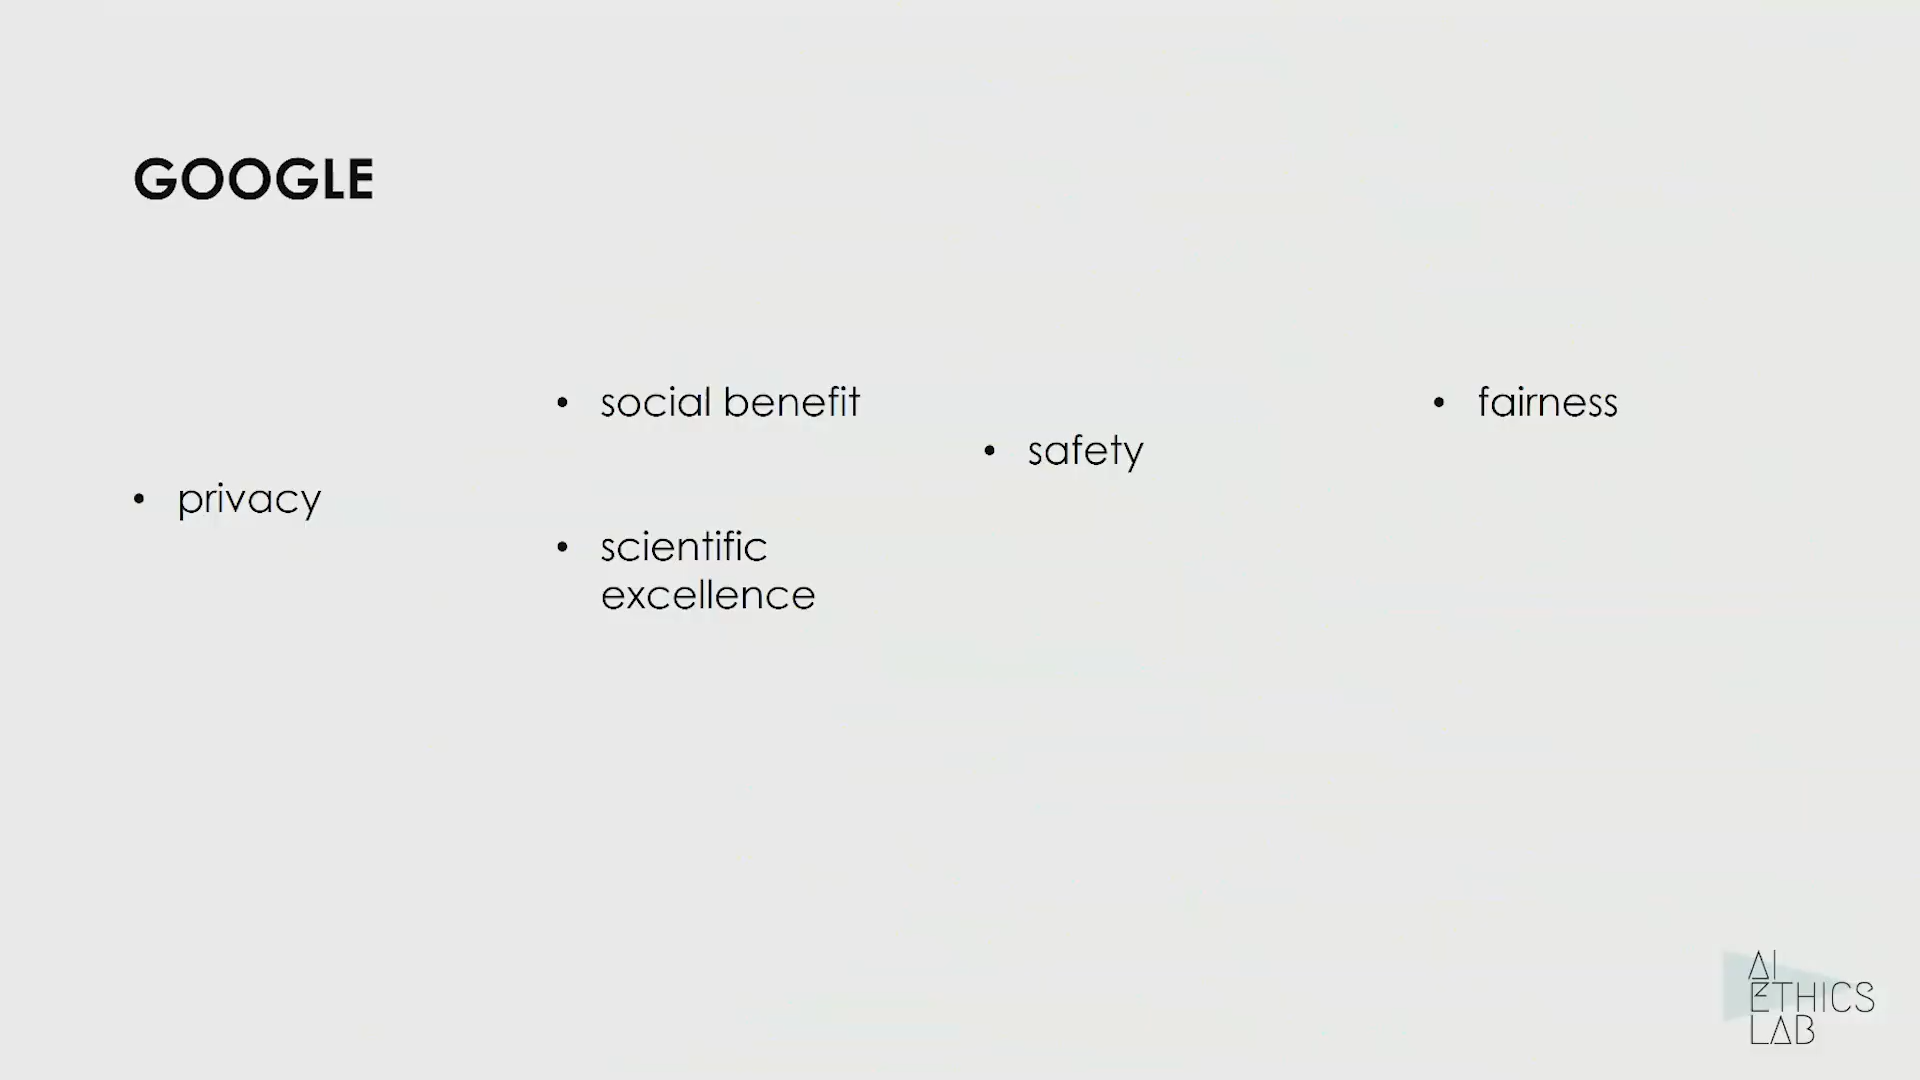 GOOGLE
• privacy
• social benefit
• scientific
excellence
• safety
• fairness
AI
ETHICS
LAB